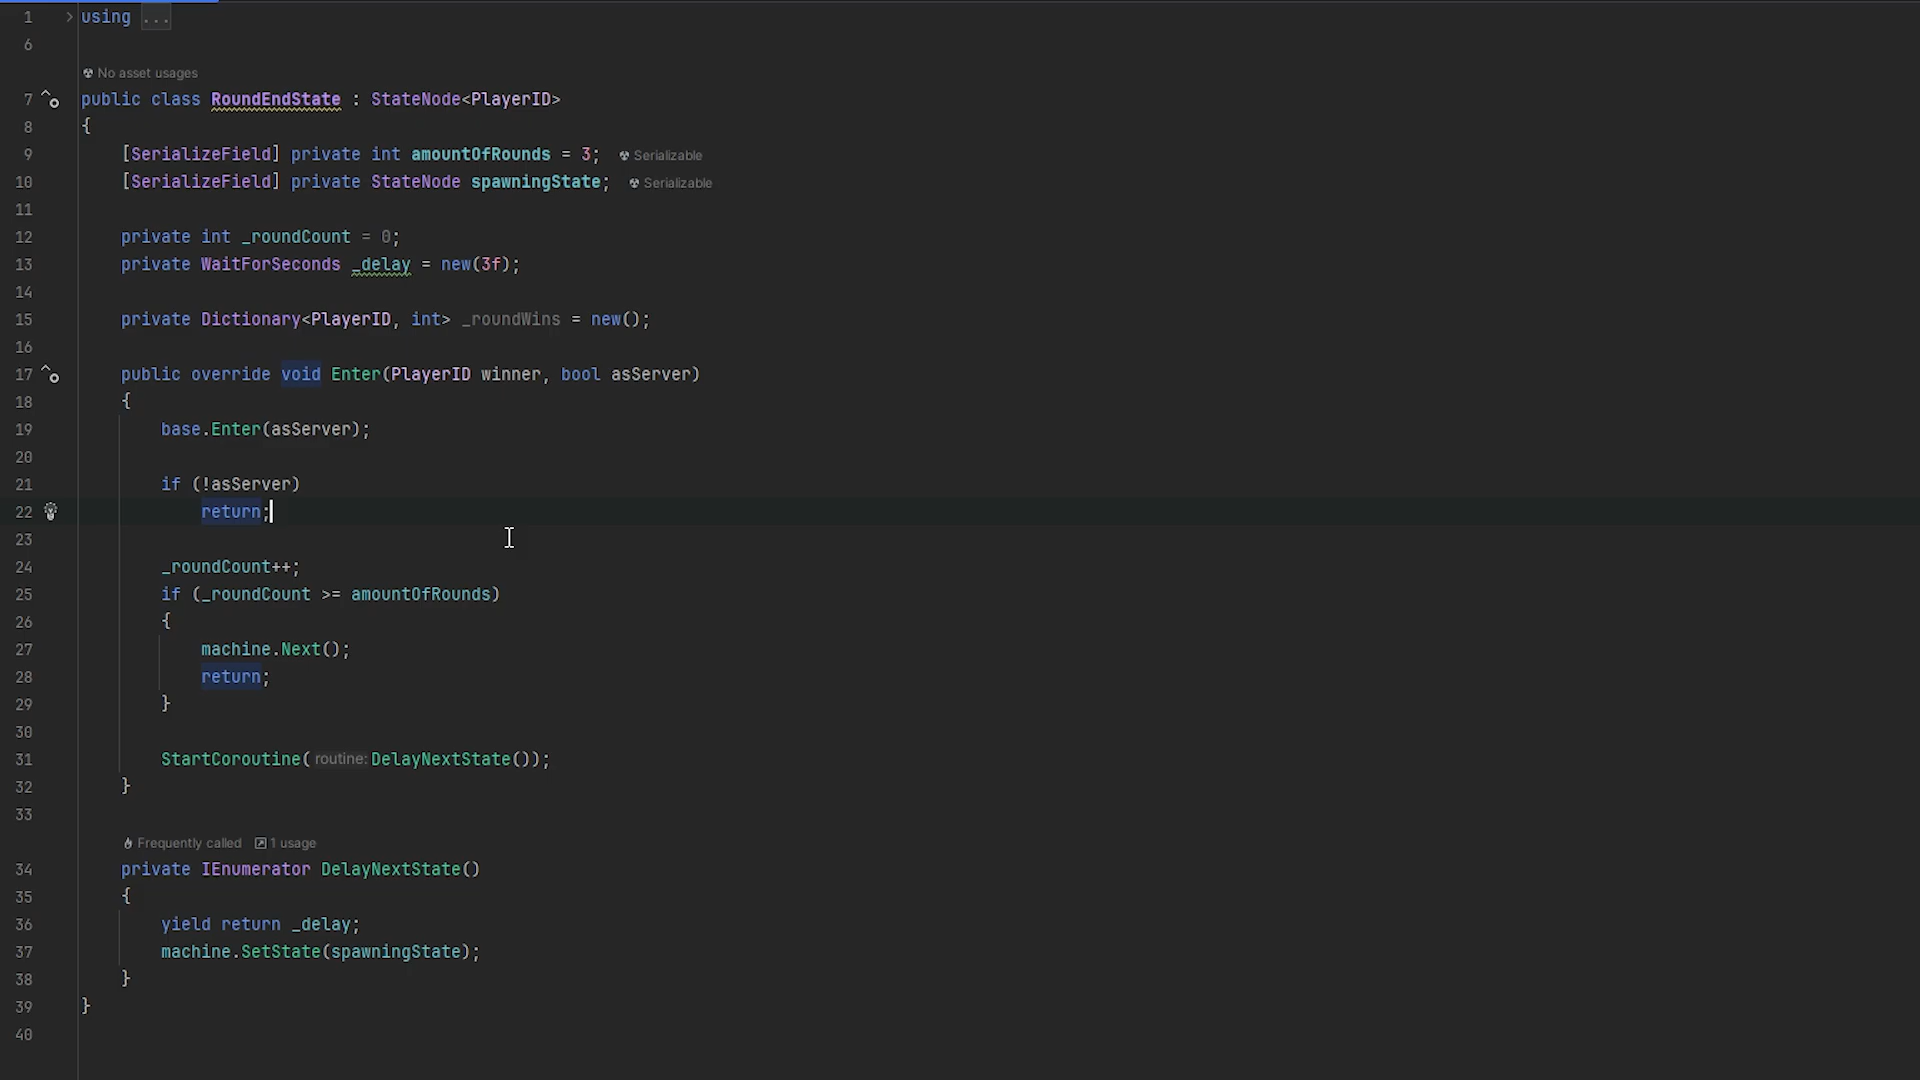 1 using ...
6
No asset usages
7 public class RoundEndState : StateNode<PlayerID>
8 {
9 [SerializeField] private int amountOfRounds = 3; Serializable
10 [SerializeField] private StateNode spawningState; Serializable
11
12 private int _roundCount = 0;
13 private WaitForSeconds _delay = new(3f);
14
15 private Dictionary<PlayerID, int> _roundWins = new();
16
17 public override void Enter(PlayerID winner, bool asServer)
18 {
19 base.Enter(asServer);
20
21 if (!asServer)
22 return;
23
24 _roundCount++;
25 if (_roundCount >= amountOfRounds)
26 {
27 machine.Next();
28 return;
29 }
30
31 StartCoroutine( routine: DelayNextState());
32 }
33
Frequently called 1 usage
34 private IEnumerator DelayNextState()
35 {
36 yield return _delay;
37 machine.SetState(spawningState);
38 }
39 }
40